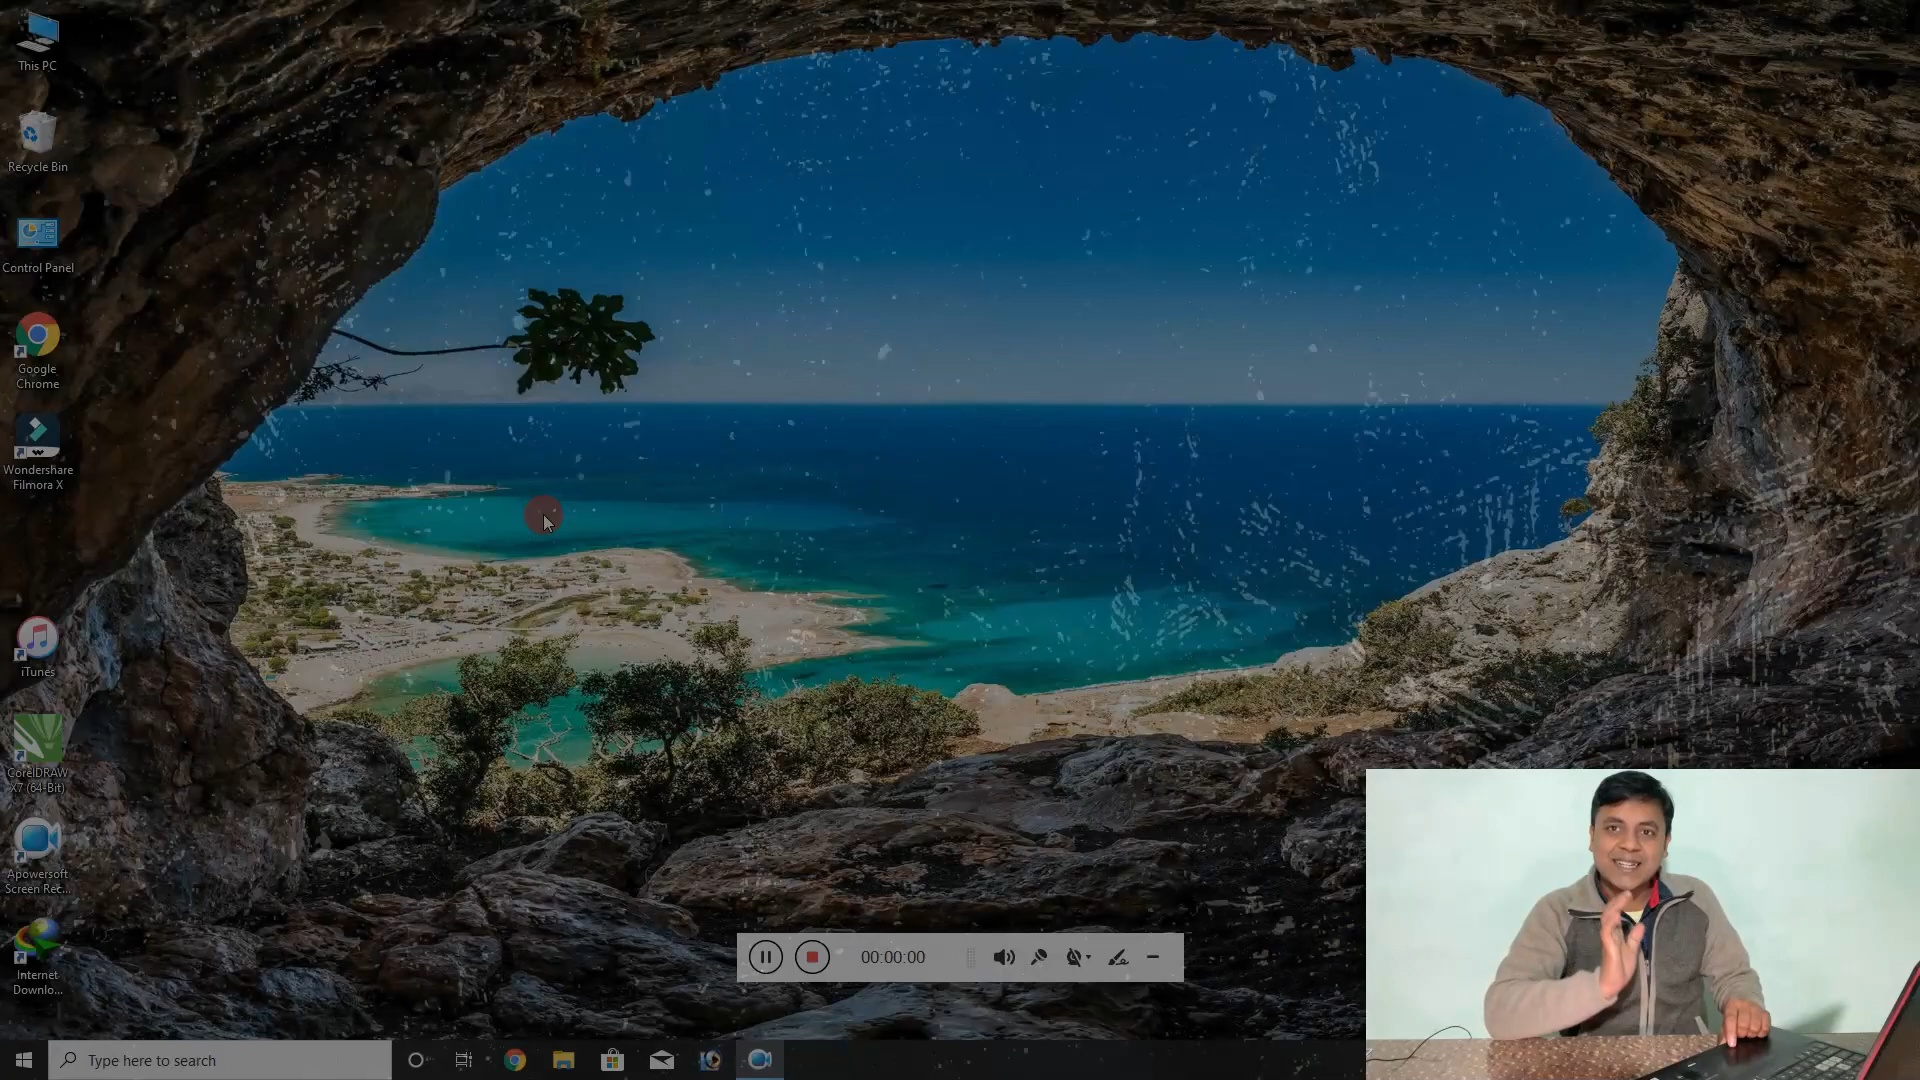 This PC
Recycle Bin
Control Panel
Google
Chrome
Wondershare
Filmora X
iTunes
CorelDRAW
X7 (64-Bit)
Apowersoft
Screen Rec...
Internet
Downlo...
00:00:00
Type here to search